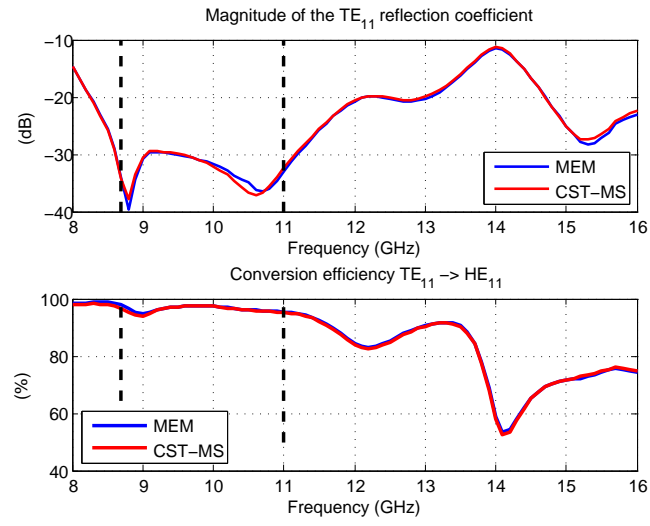 Magnitude of the TE11 reflection coefficient
−10
−20
−30
−40
(dB)
MEM
CST−MS
8 9 10 11 12 13 14 15 16
Frequency (GHz)
Conversion efficiency TE11 −> HE11
100
80
60
40
(%)
MEM
CST−MS
8 9 10 11 12 13 14 15 16
Frequency (GHz)